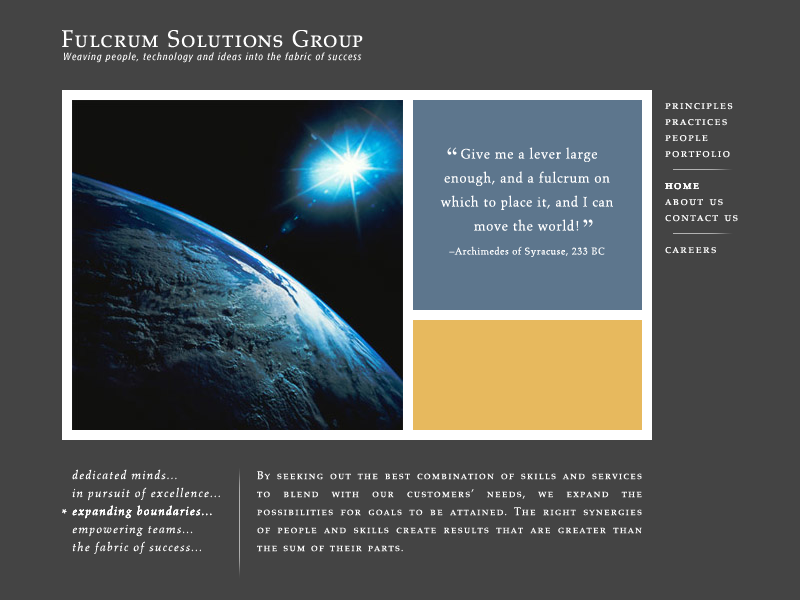 Fulcrum Solutions Group
Weaving people, technology and ideas into the fabric of success
“Give me a lever large
enough, and a fulcrum on
which to place it, and I can
move the world!”
–Archimedes of Syracuse, 233 BC
PRINCIPLES
PRACTICES
PEOPLE
PORTFOLIO
HOME
ABOUT US
CONTACT US
CAREERS
dedicated minds...
in pursuit of excellence...
* expanding boundaries...
empowering teams...
the fabric of success...
By seeking out the best combination of skills and services
to blend with our customers’ needs, we expand the
possibilities for goals to be attained. The right synergies
of people and skills create results that are greater than
the sum of their parts.